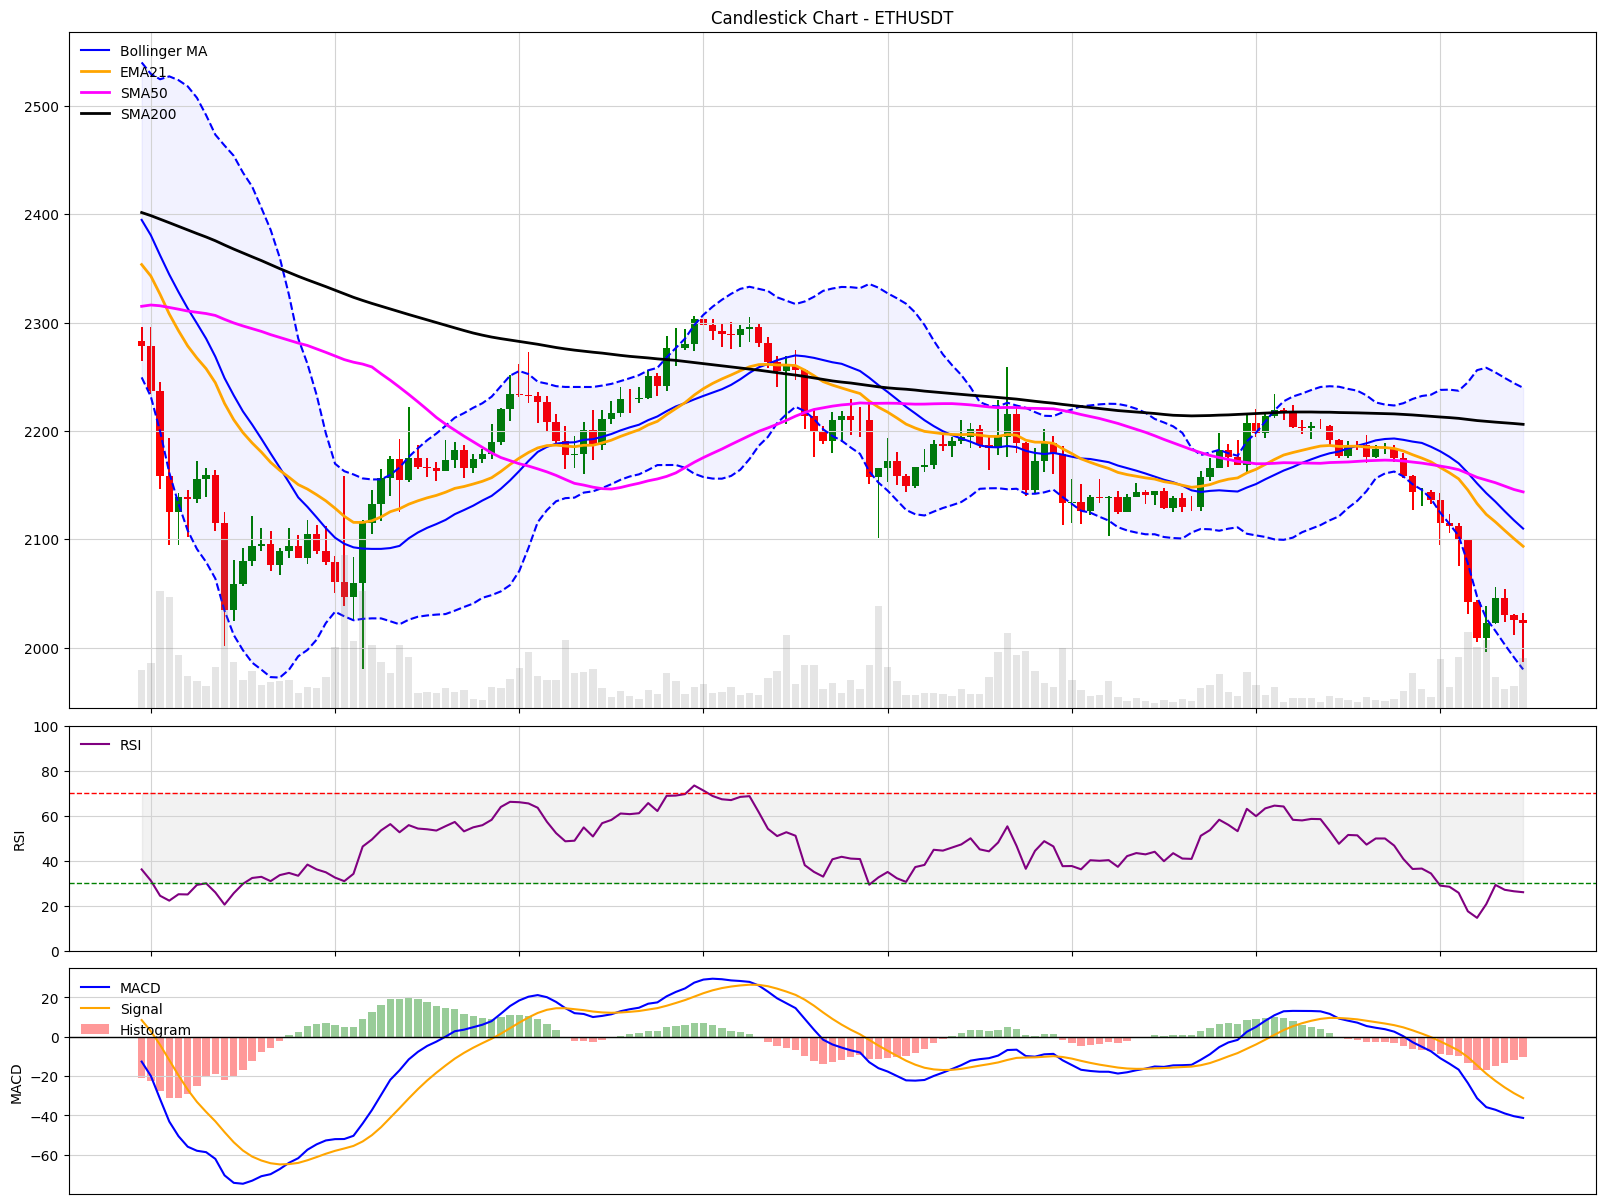 Candlestick Chart - ETHUSDT
Bollinger MA
EMA21
SMA50
SMA200
2500
2400
2300
2200
2100
2000
RSI
100
80
60
40
20
0
RSI
MACD
Signal
Histogram
20
0
−20
−40
−60
MACD